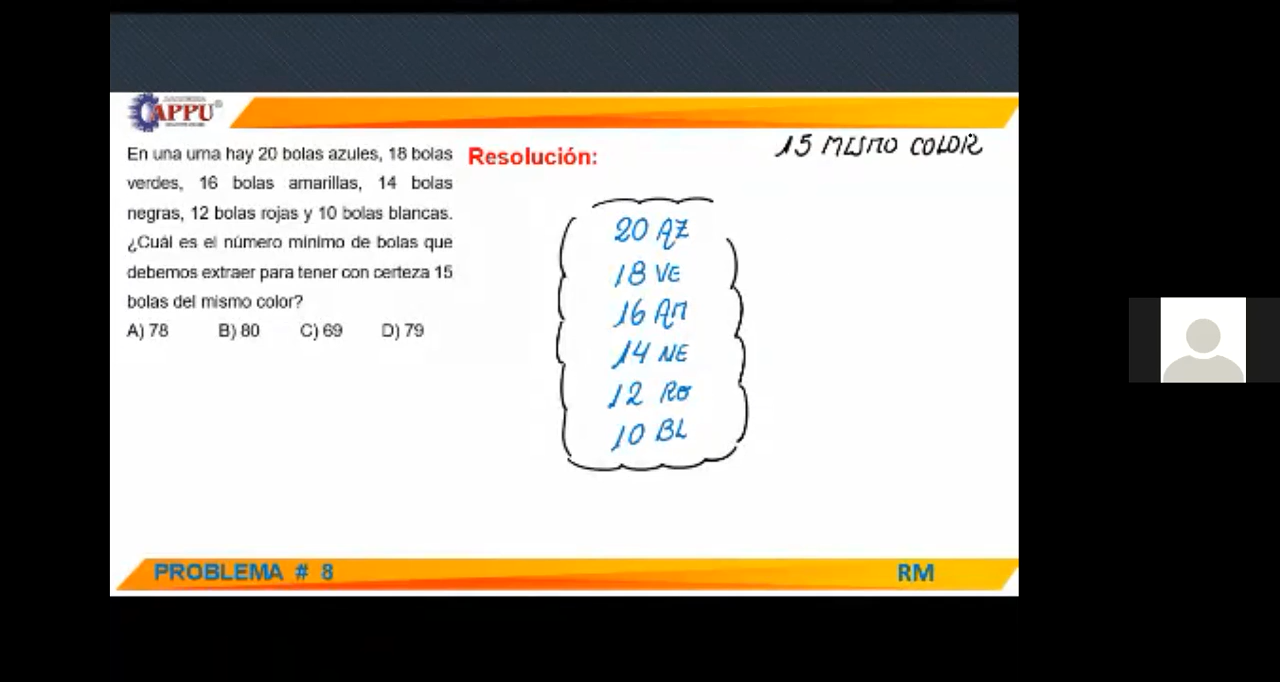 CAPPU
En una urna hay 20 bolas azules, 18 bolas
verdes, 16 bolas amarillas, 14 bolas
negras, 12 bolas rojas y 10 bolas blancas.
¿Cuál es el número mínimo de bolas que
debemos extraer para tener con certeza 15
bolas del mismo color?
A) 78 B) 80 C) 69 D) 79
Resolución:
15 MISMO COLOR
20 AZ
18 VE
16 AM
14 NE
12 RO
10 BL
PROBLEMA # 8
RM